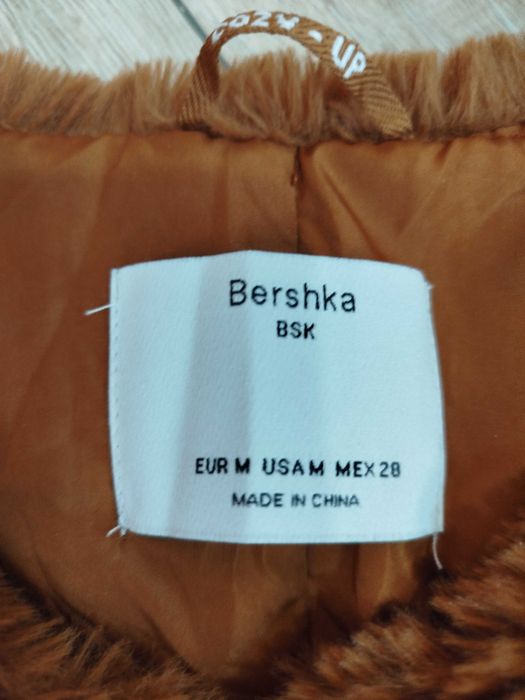 COZY - UP
Bershka
BSK
EUR M USA M MEX 28
MADE IN CHINA